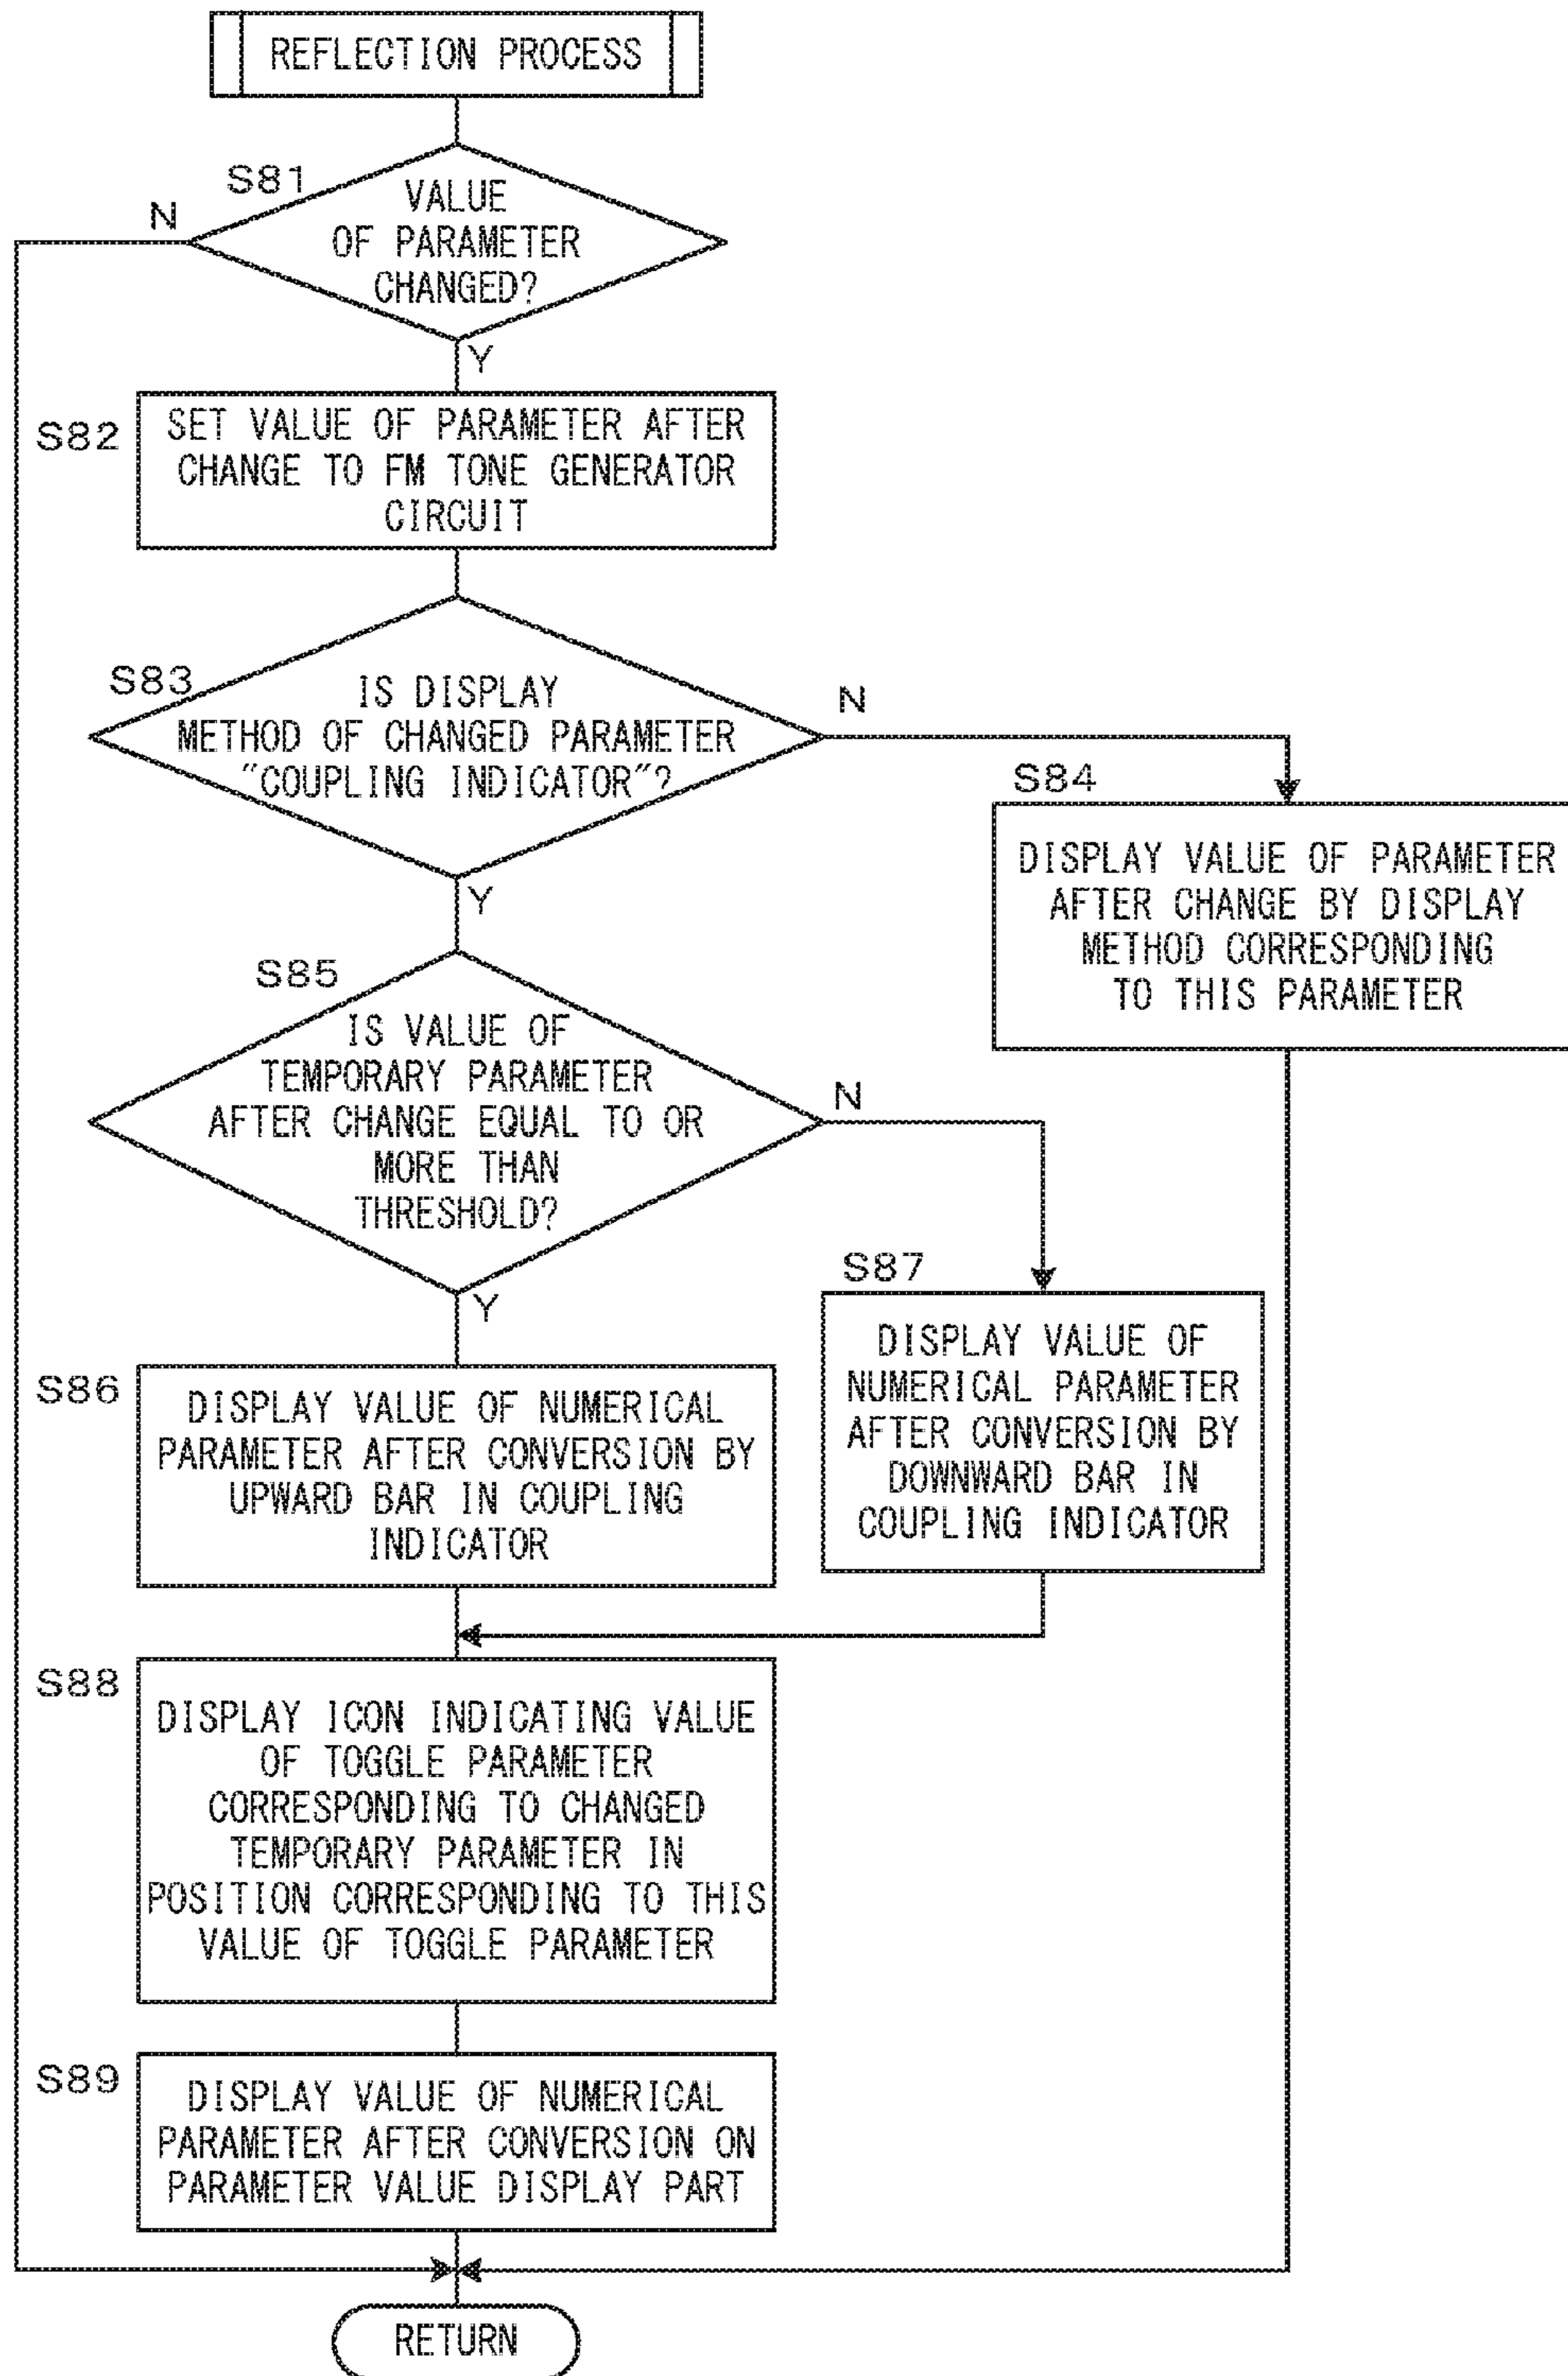 REFLECTION PROCESS
S81
N
VALUE
OF PARAMETER
CHANGED?
Y
S82
SET VALUE OF PARAMETER AFTER
CHANGE TO FM TONE GENERATOR
CIRCUIT
S83
IS DISPLAY
METHOD OF CHANGED PARAMETER
"COUPLING INDICATOR"?
N
Y
S84
DISPLAY VALUE OF PARAMETER
AFTER CHANGE BY DISPLAY
METHOD CORRESPONDING
TO THIS PARAMETER
S85
IS VALUE OF
TEMPORARY PARAMETER
AFTER CHANGE EQUAL TO OR
MORE THAN
THRESHOLD?
N
Y
S86
DISPLAY VALUE OF NUMERICAL
PARAMETER AFTER CONVERSION BY
UPWARD BAR IN COUPLING
INDICATOR
S87
DISPLAY VALUE OF
NUMERICAL PARAMETER
AFTER CONVERSION BY
DOWNWARD BAR IN
COUPLING INDICATOR
S88
DISPLAY ICON INDICATING VALUE
OF TOGGLE PARAMETER
CORRESPONDING TO CHANGED
TEMPORARY PARAMETER IN
POSITION CORRESPONDING TO THIS
VALUE OF TOGGLE PARAMETER
S89
DISPLAY VALUE OF NUMERICAL
PARAMETER AFTER CONVERSION ON
PARAMETER VALUE DISPLAY PART
RETURN